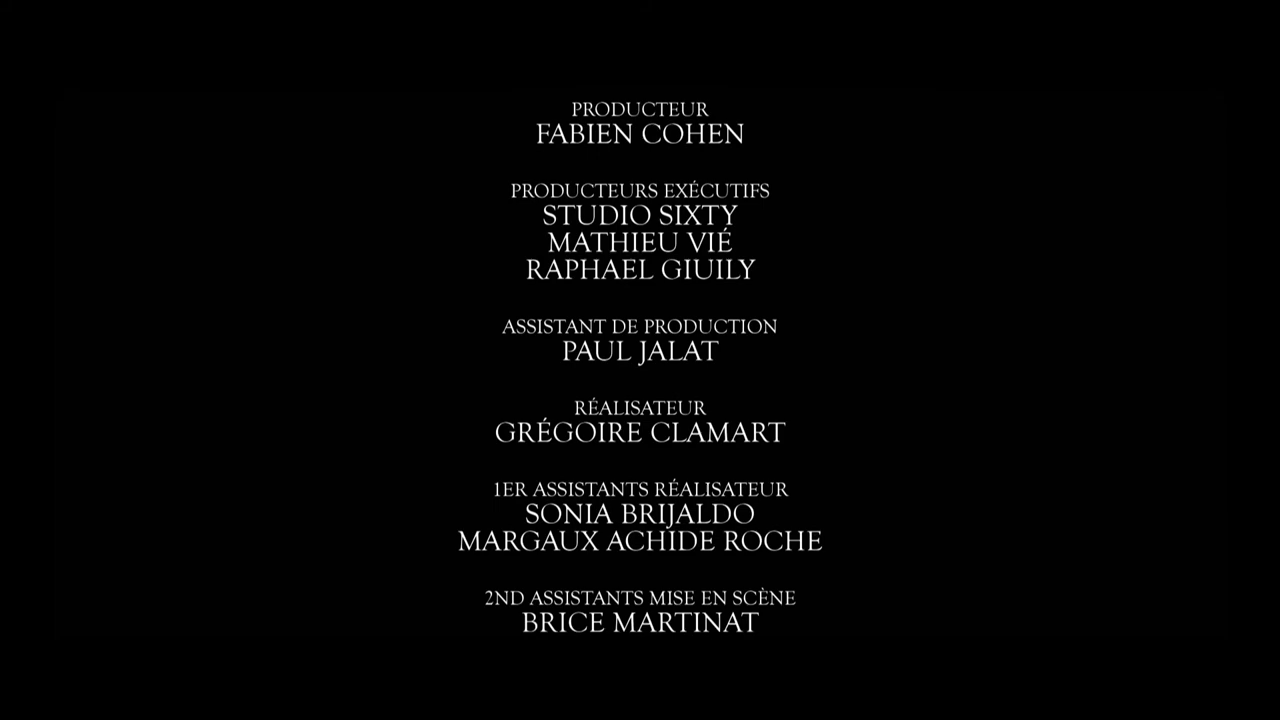 PRODUCTEUR
FABIEN COHEN
PRODUCTEURS EXÉCUTIFS
STUDIO SIXTY
MATHIEU VIÉ
RAPHAEL GIUILY
ASSISTANT DE PRODUCTION
PAUL JALAT
RÉALISATEUR
GRÉGOIRE CLAMART
1ER ASSISTANTS RÉALISATEUR
SONIA BRIJALDO
MARGAUX ACHIDE ROCHE
2ND ASSISTANTS MISE EN SCÈNE
BRICE MARTINAT